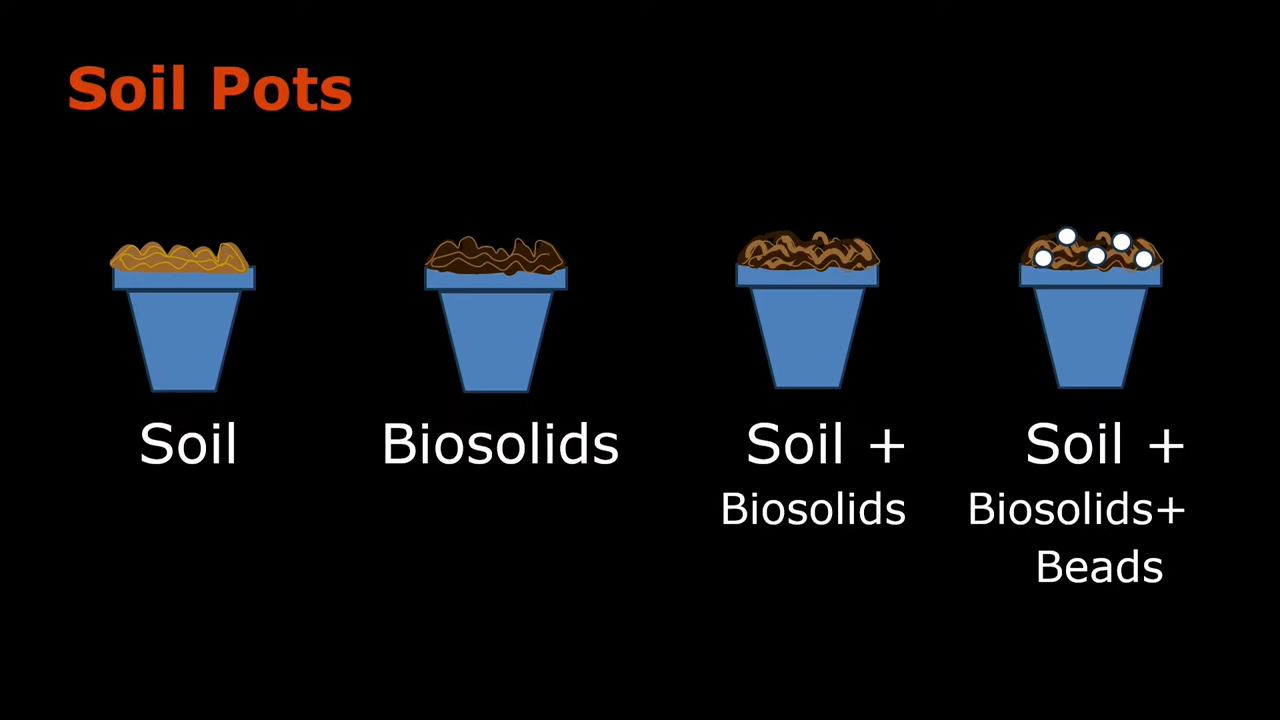 Soil Pots
Soil
Biosolids
Soil +
Biosolids
Soil +
Biosolids+
Beads